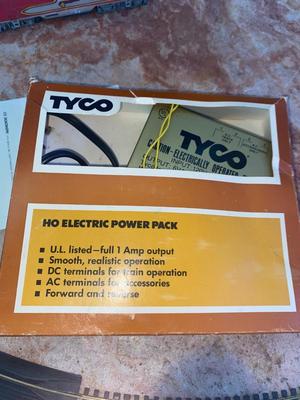 TYCO
TYCO
CAUTION-ELECTRICALLY OPERATED
HO ELECTRIC POWER PACK
■ U.L. listed—full 1 Amp output
■ Smooth, realistic operation
■ DC terminals for train operation
■ AC terminals for accessories
■ Forward and reverse